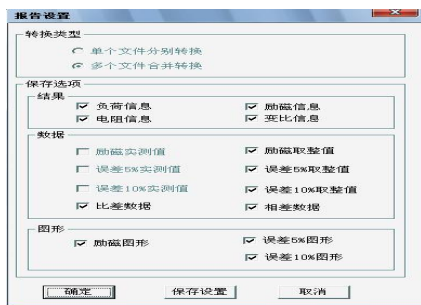 报告设置
转换类型
单个文件分别转换
多个文件合并转换
保存选项
结果
负荷信息 励磁信息
电阻信息 变比信息
数据
励磁实测值 励磁取整值
误差5%实测值 误差5%取整值
误差10%实测值 误差10%取整值
比差数据 相差数据
图形
励磁图形 误差5%图形
误差10%图形
确定 保存设置 取消